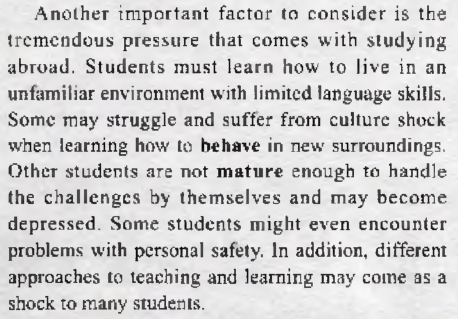 Another important factor to consider is the
tremendous pressure that comes with studying
abroad. Students must learn how to live in an
unfamiliar environment with limited language skills.
Some may struggle and suffer from culture shock
when learning how to behave in new surroundings.
Other students are not mature enough to handle
the challenges by themselves and may become
depressed. Some students might even encounter
problems with personal safety. In addition, different
approaches to teaching and learning may come as a
shock to many students.